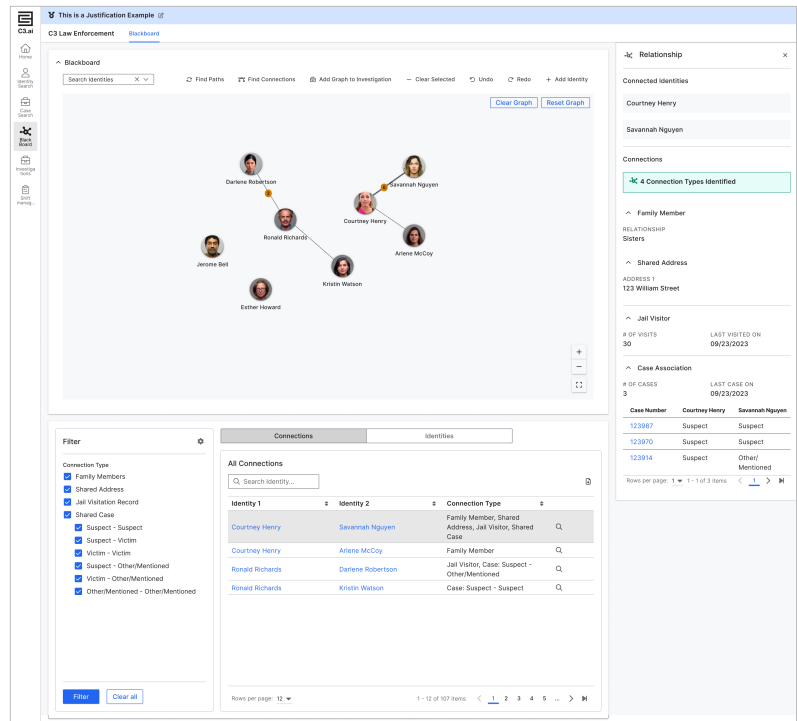 C3.ai
This is a Justification Example
C3 Law Enforcement
Blackboard
Home
Identity
Search
Case
Search
Black
Board
Investiga
tions
Shift
manag...
Blackboard
Search Identities
Find Paths
Find Connections
Add Graph to Investigation
Clear Selected
Undo
Redo
Add Identity
Clear Graph
Reset Graph
Darlene Robertson
Savannah Nguyen
Courtney Henry
Ronald Richards
Arlene McCoy
Jerome Bell
Kristin Watson
Esther Howard
Filter
Connection Type
Family Members
Shared Address
Jail Visitation Record
Shared Case
Suspect - Suspect
Suspect - Victim
Victim - Victim
Suspect - Other/Mentioned
Victim - Other/Mentioned
Other/Mentioned - Other/Mentioned
Filter
Clear all
Connections
Identities
All Connections
Search Identity...
Identity 1 Identity 2 Connection Type
Courtney Henry Savannah Nguyen Family Member, Shared
Address, Jail Visitor, Shared
Case
Courtney Henry Arlene McCoy Family Member
Ronald Richards Darlene Robertson Jail Visitor, Case: Suspect -
Other/Mentioned
Ronald Richards Kristin Watson Case: Suspect - Suspect
Rows per page: 12 1 - 12 of 107 items 1 2 3 4 5 ...
Relationship
Connected Identities
Courtney Henry
Savannah Nguyen
Connections
4 Connection Types Identified
Family Member
RELATIONSHIP
Sisters
Shared Address
ADDRESS 1
123 William Street
Jail Visitor
# OF VISITS LAST VISITED ON
30 09/23/2023
Case Association
# OF CASES LAST CASE ON
3 09/23/2023
Case Number Courtney Henry Savannah Nguyen
123987 Suspect Suspect
123970 Suspect Suspect
123914 Suspect Other/
Mentioned
Rows per page: 1 1 - 1 of 3 items 1